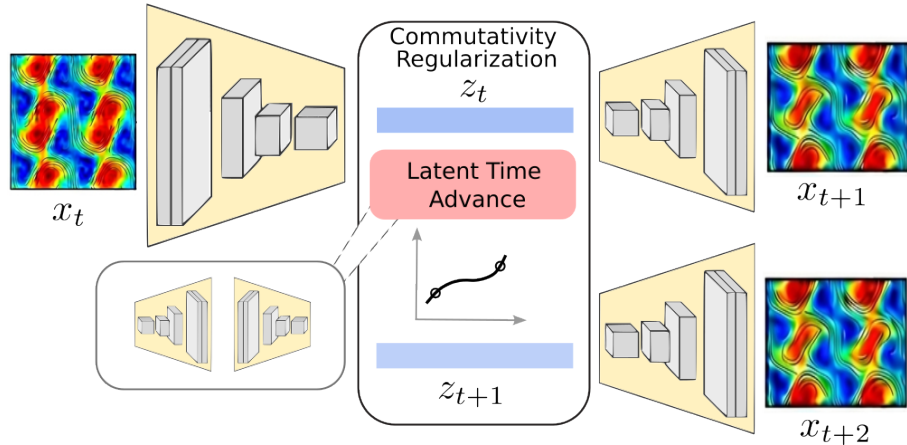 Commutativity
Regularization
z_t
Latent Time
Advance
x_t
x_{t+1}
z_{t+1}
x_{t+2}